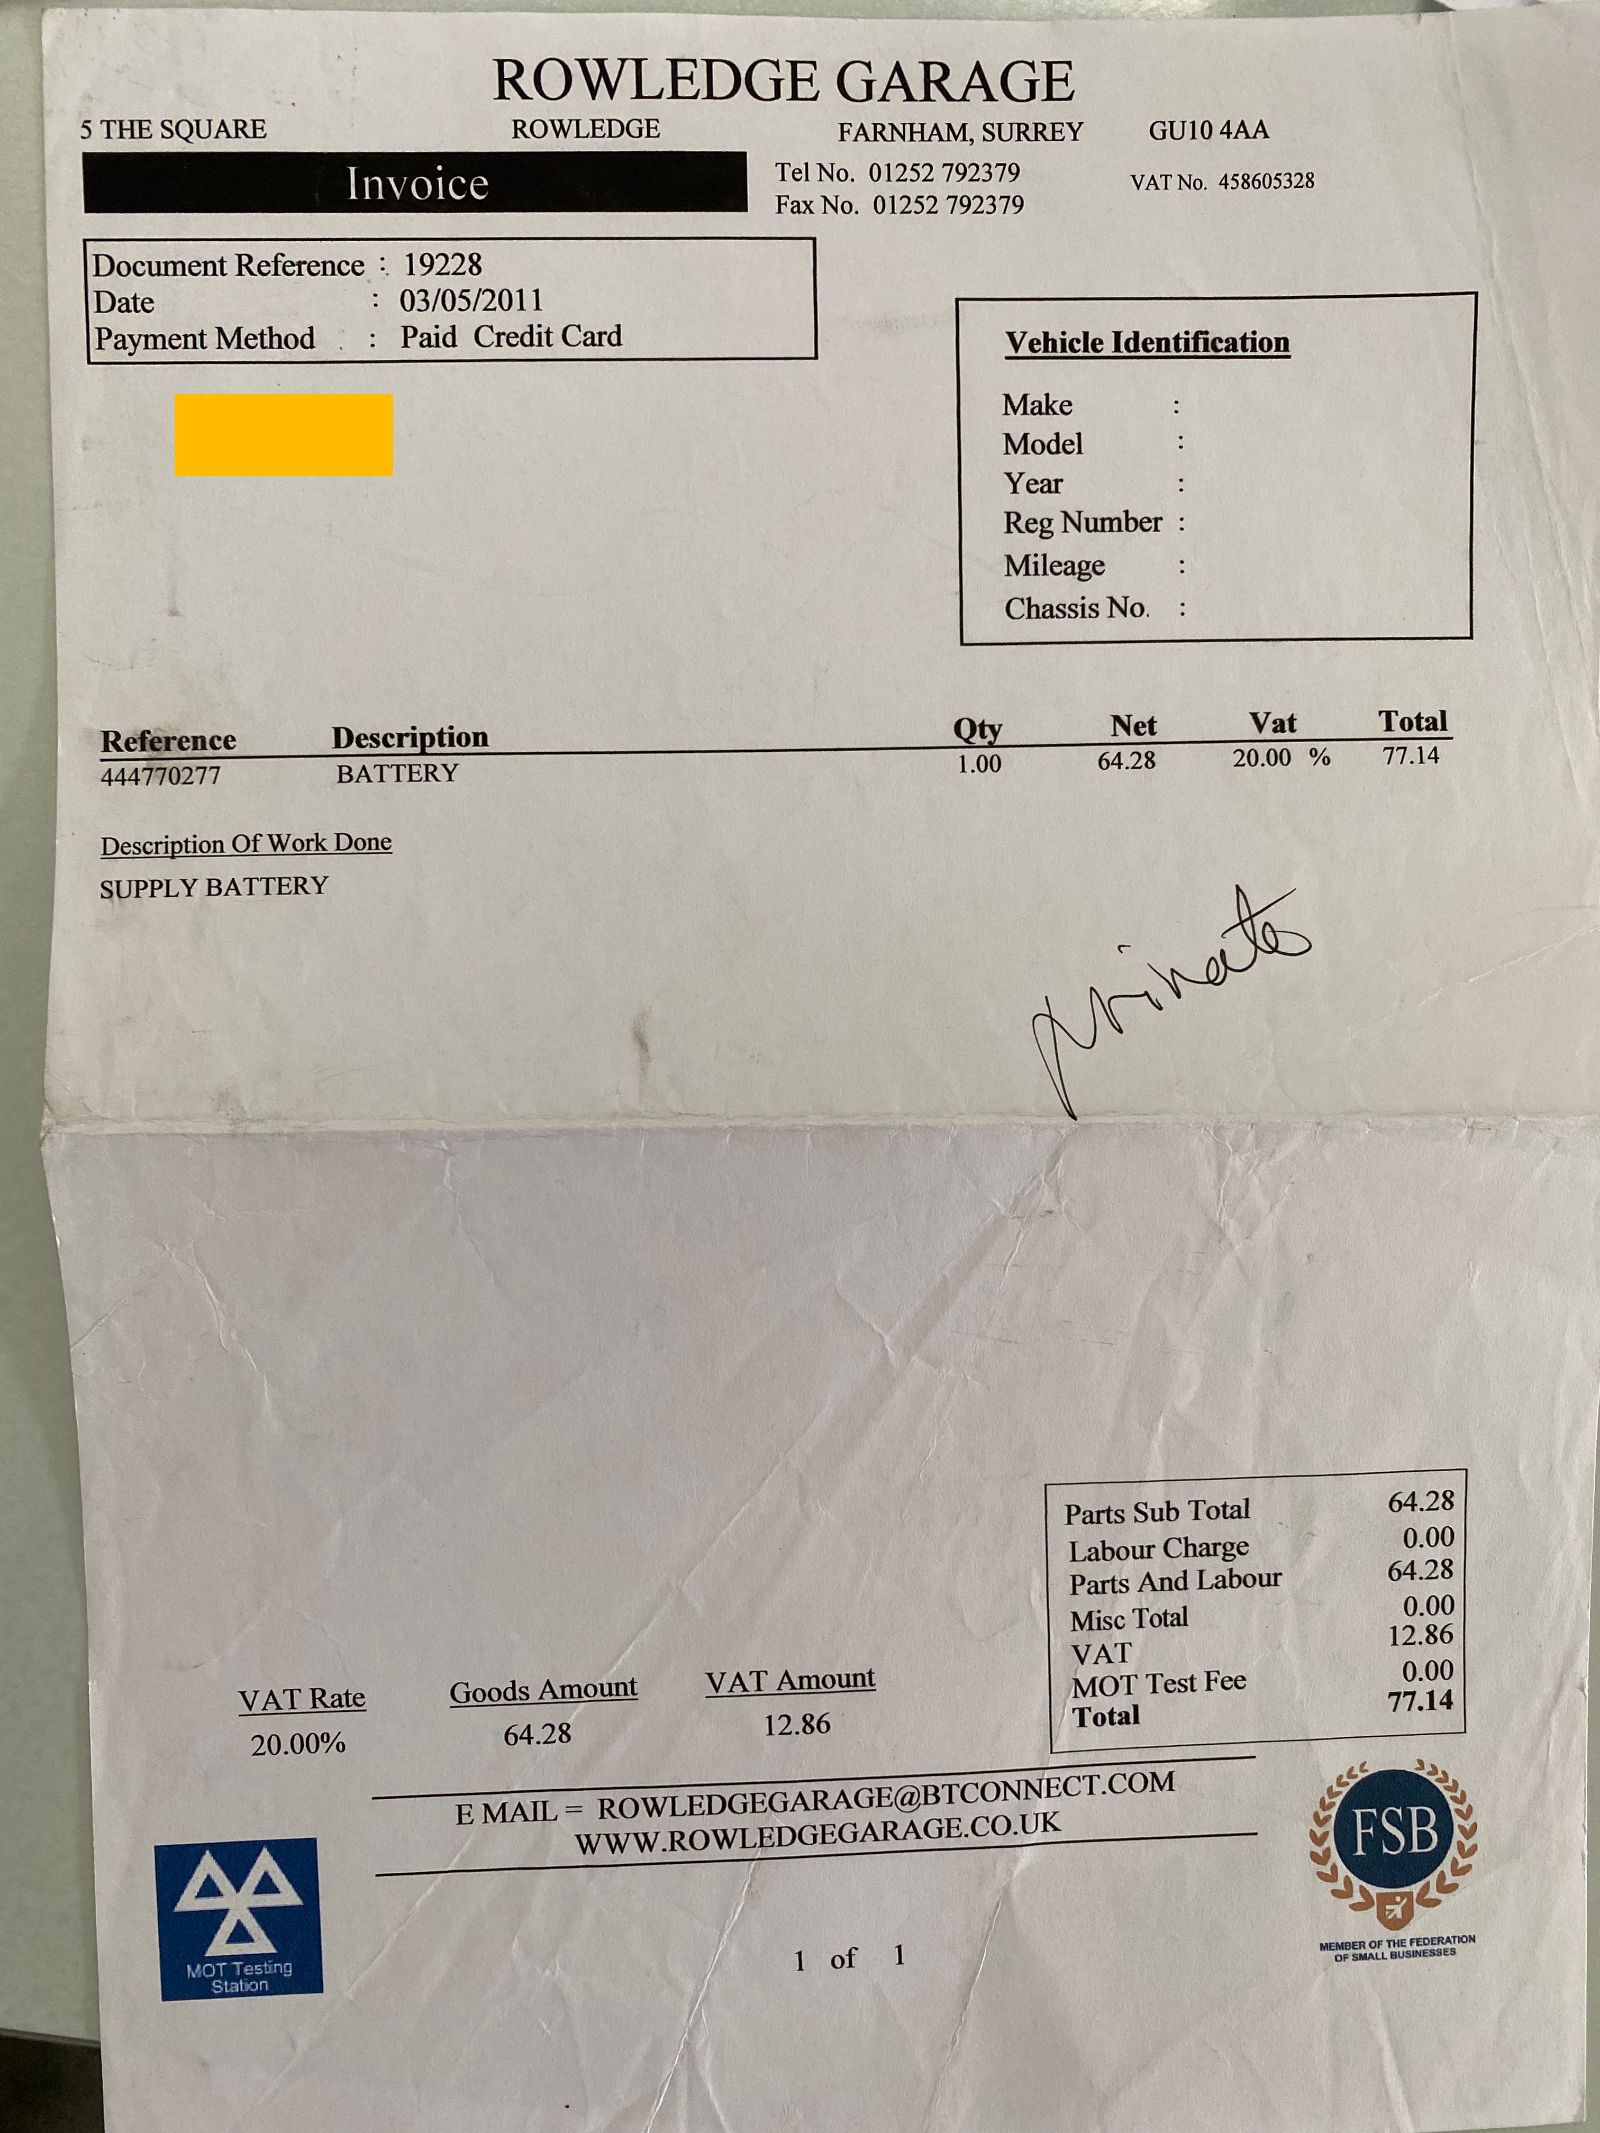 ROWLEDGE GARAGE
5 THE SQUARE ROWLEDGE FARNHAM, SURREY GU10 4AA
Invoice
Tel No. 01252 792379 VAT No. 458605328
Fax No. 01252 792379
Document Reference : 19228
Date : 03/05/2011
Payment Method : Paid Credit Card
Vehicle Identification
Make :
Model :
Year :
Reg Number :
Mileage :
Chassis No. :
Reference Description Qty Net Vat Total
444770277 BATTERY 1.00 64.28 20.00 % 77.14
Description Of Work Done
SUPPLY BATTERY
Parts Sub Total 64.28
Labour Charge 0.00
Parts And Labour 64.28
Misc Total 0.00
VAT 12.86
MOT Test Fee 0.00
Total 77.14
VAT Rate Goods Amount VAT Amount
20.00% 64.28 12.86
E MAIL = ROWLEDGEGARAGE@BTCONNECT.COM
WWW.ROWLEDGEGARAGE.CO.UK
MOT Testing
Station
1 of 1
FSB
MEMBER OF THE FEDERATION
OF SMALL BUSINESSES